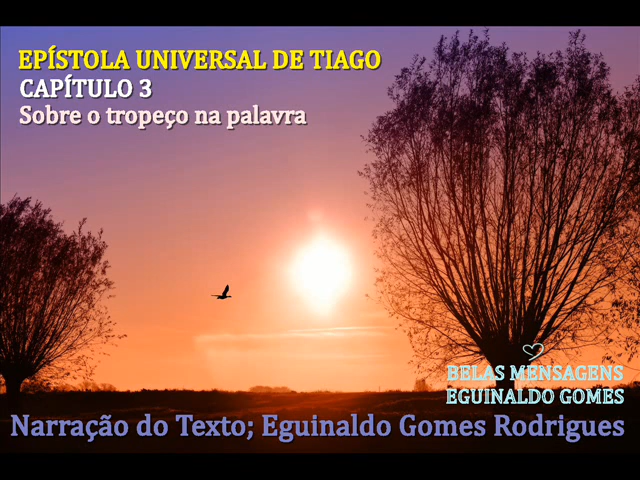 EPÍSTOLA UNIVERSAL DE TIAGO
CAPÍTULO 3
Sobre o tropeço na palavra
BELAS MENSAGENS
EGUINALDO GOMES
Narração do Texto; Eguinaldo Gomes Rodrigues